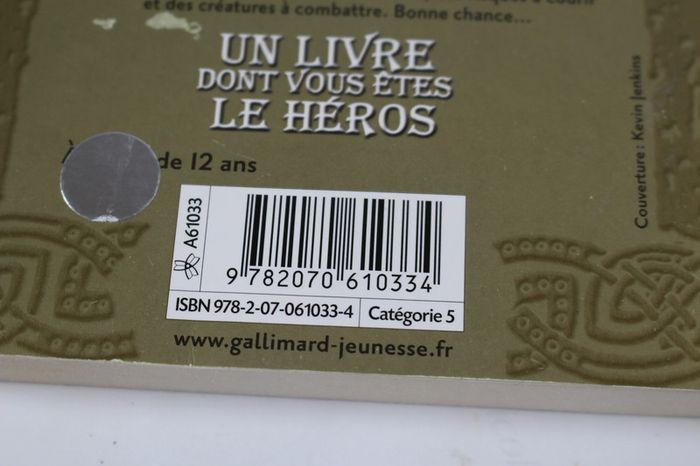 et des créatures à combattre. Bonne chance...
UN LIVRE
DONT VOUS ÊTES
LE HÉROS
de 12 ans
Couverture : Kevin Jenkins
A61033
9 782070 610334
ISBN 978-2-07-061033-4
Catégorie 5
www.gallimard-jeunesse.fr